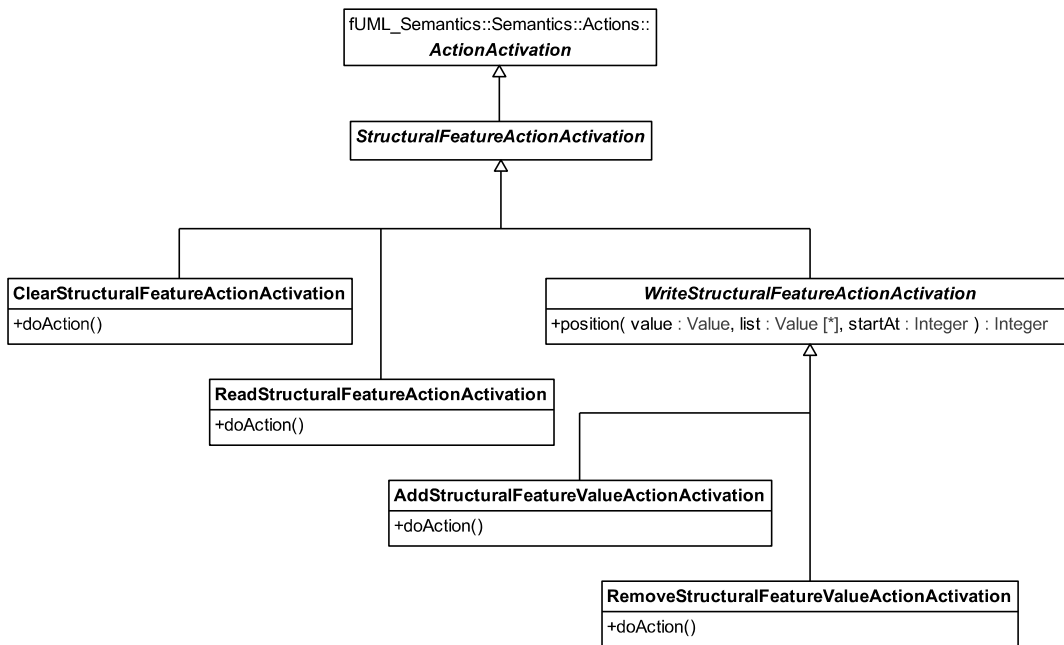 fUML_Semantics::Semantics::Actions::
ActionActivation
StructuralFeatureActionActivation
ClearStructuralFeatureActionActivation
+doAction()
WriteStructuralFeatureActionActivation
+position( value : Value, list : Value [*], startAt : Integer ) : Integer
ReadStructuralFeatureActionActivation
+doAction()
AddStructuralFeatureValueActionActivation
+doAction()
RemoveStructuralFeatureValueActionActivation
+doAction()